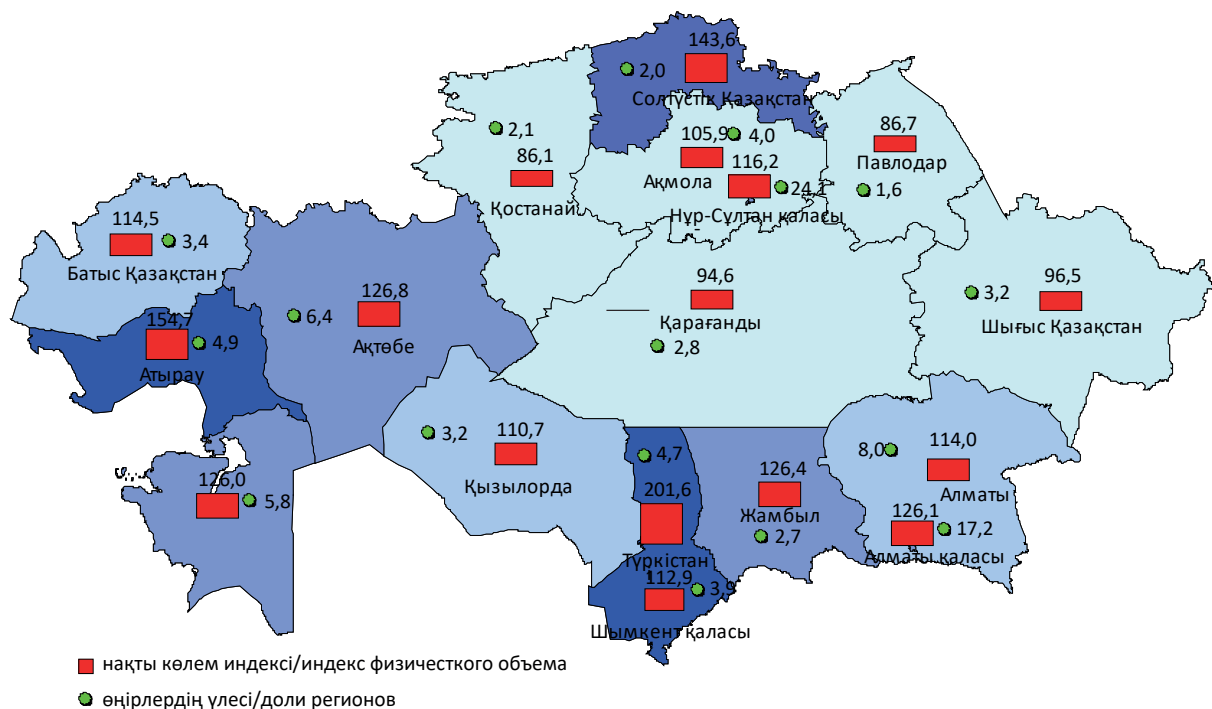 143,6
2,0
Солтүстік Қазақстан
2,1
86,1
Қостанай
105,9
4,0
Ақмола
116,2
24,1
Нұр-Сұлтан қаласы
86,7
Павлодар
1,6
114,5
3,4
Батыс Қазақстан
154,7
4,9
Атырау
126,8
6,4
Ақтөбе
94,6
Қарағанды
2,8
96,5
3,2
Шығыс Қазақстан
126,0
5,8
3,2
110,7
Қызылорда
4,7
201,6
Түркістан
112,9
3,9
Шымкент қаласы
126,4
Жамбыл
2,7
8,0
114,0
Алматы
126,1
17,2
Алматы қаласы
нақты көлем индексі/индекс физичесткого объема
өңірлердің үлесі/доли регионов